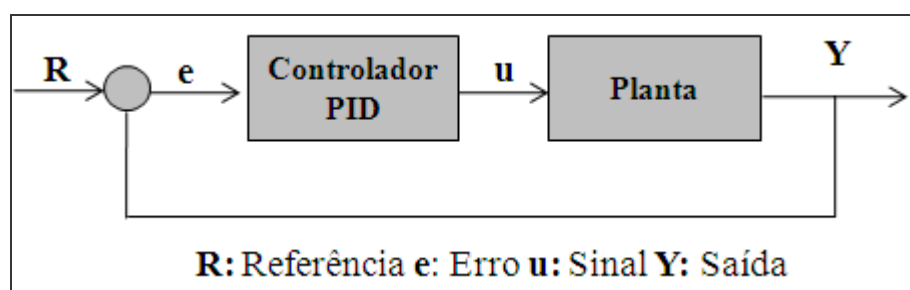 R
e
Controlador
PID
u
Planta
Y
R: Referência e: Erro u: Sinal Y: Saída